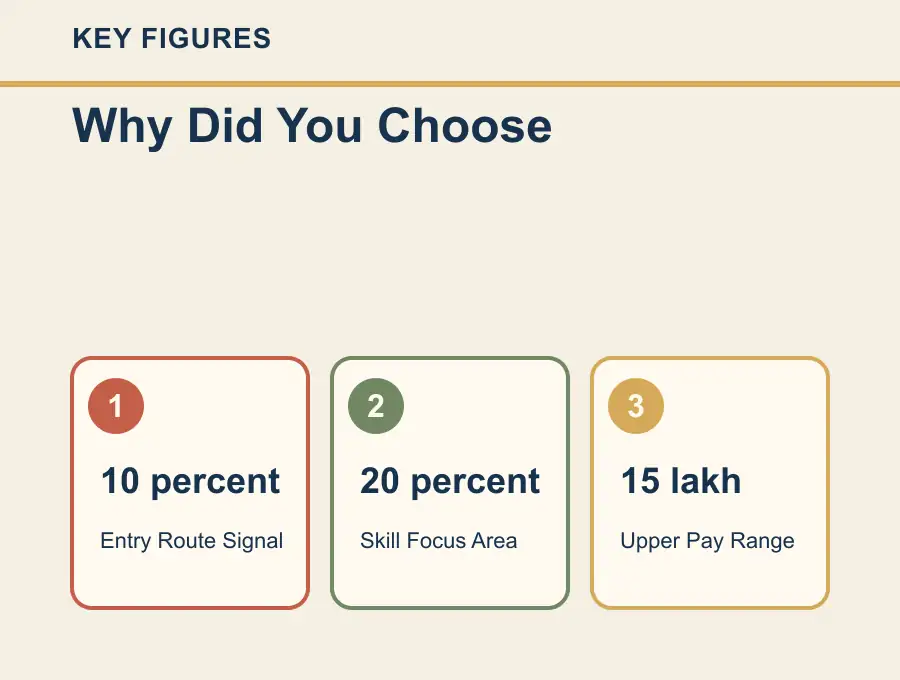 KEY FIGURES
Why Did You Choose
1
10 percent
Entry Route Signal
2
20 percent
Skill Focus Area
3
15 lakh
Upper Pay Range